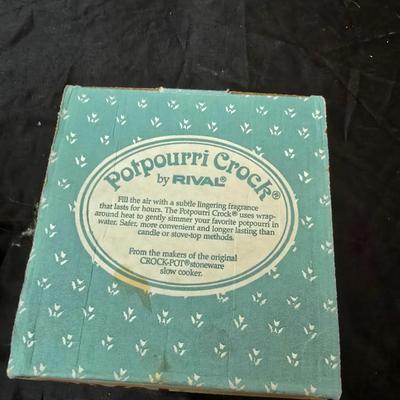 Potpourri Crock®
by RIVAL®
Fill the air with a subtle lingering fragrance
that lasts for hours. The Potpourri Crock® uses wrap-
around heat to gently simmer your favorite potpourri in
water. Safer, more convenient and longer lasting than
candle or stove-top methods.
From the makers of the original
CROCK-POT® stoneware
slow cooker.